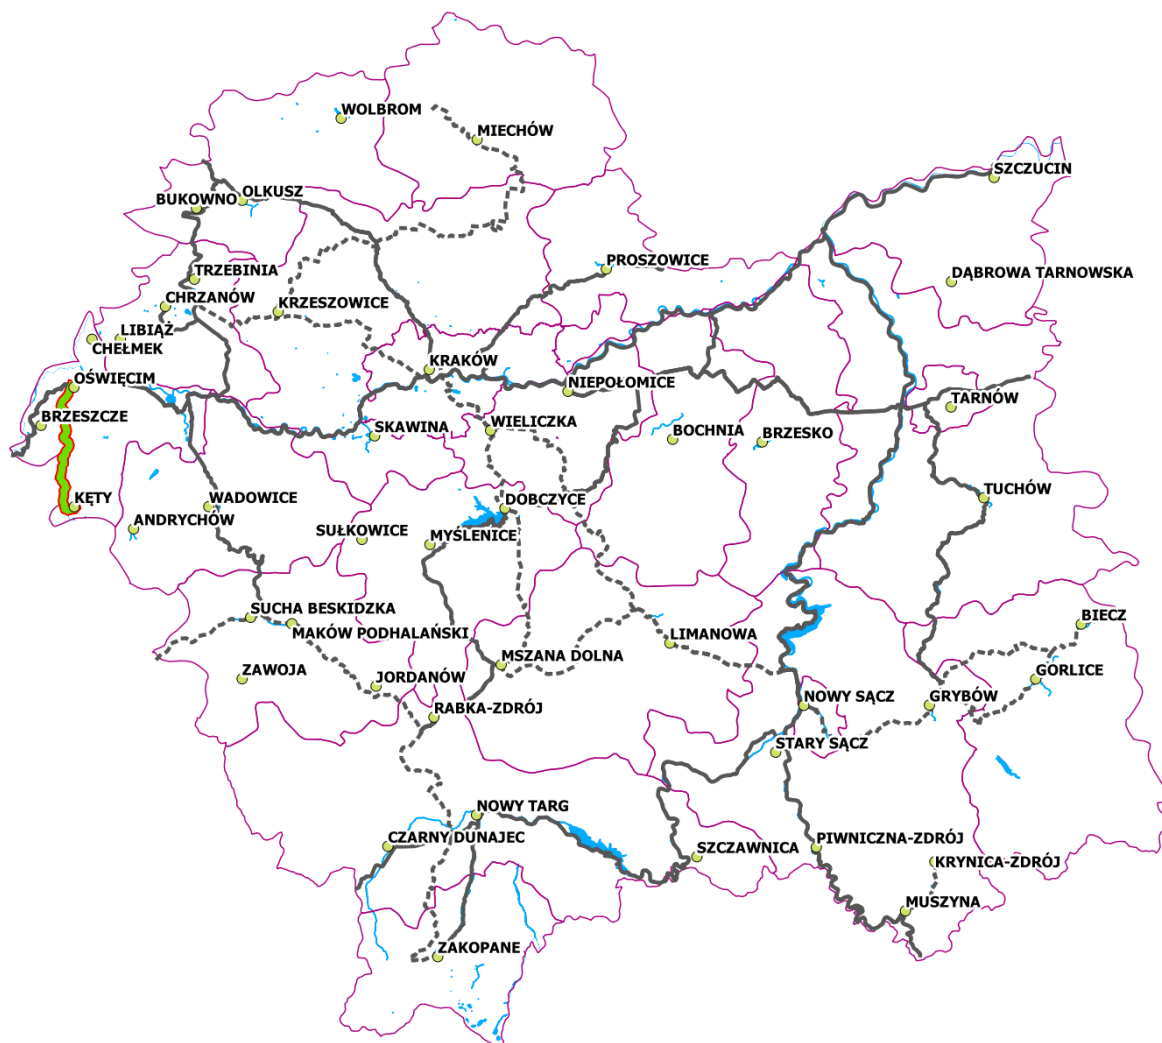 WOLBROM
MIECHÓW
SZCZUCIN
OLKUSZ
BUKOWNO
PROSZOWICE
TRZEBINIA
DĄBROWA TARNOWSKA
CHRZANÓW
KRZESZOWICE
LIBIĄŻ
CHEŁMEK
KRAKÓW
OŚWIĘCIM
NIEPOŁOMICE
TARNÓW
BRZESZCZE
SKAWINA
WIELICZKA
BOCHNIA
BRZESKO
TUCHÓW
KĘTY
WADOWICE
DOBCZYCE
ANDRYCHÓW
SUŁKOWICE
MYŚLENICE
SUCHA BESKIDZKA
BIECZ
MAKÓW PODHALAŃSKI
LIMANOWA
ZAWOJA
MSZANA DOLNA
GORLICE
JORDANÓW
NOWY SĄCZ
GRYBÓW
RABKA-ZDRÓJ
STARY SĄCZ
NOWY TARG
CZARNY DUNAJEC
PIWNICZNA-ZDRÓJ
SZCZAWNICA
KRYNICA-ZDRÓJ
MUSZYNA
ZAKOPANE